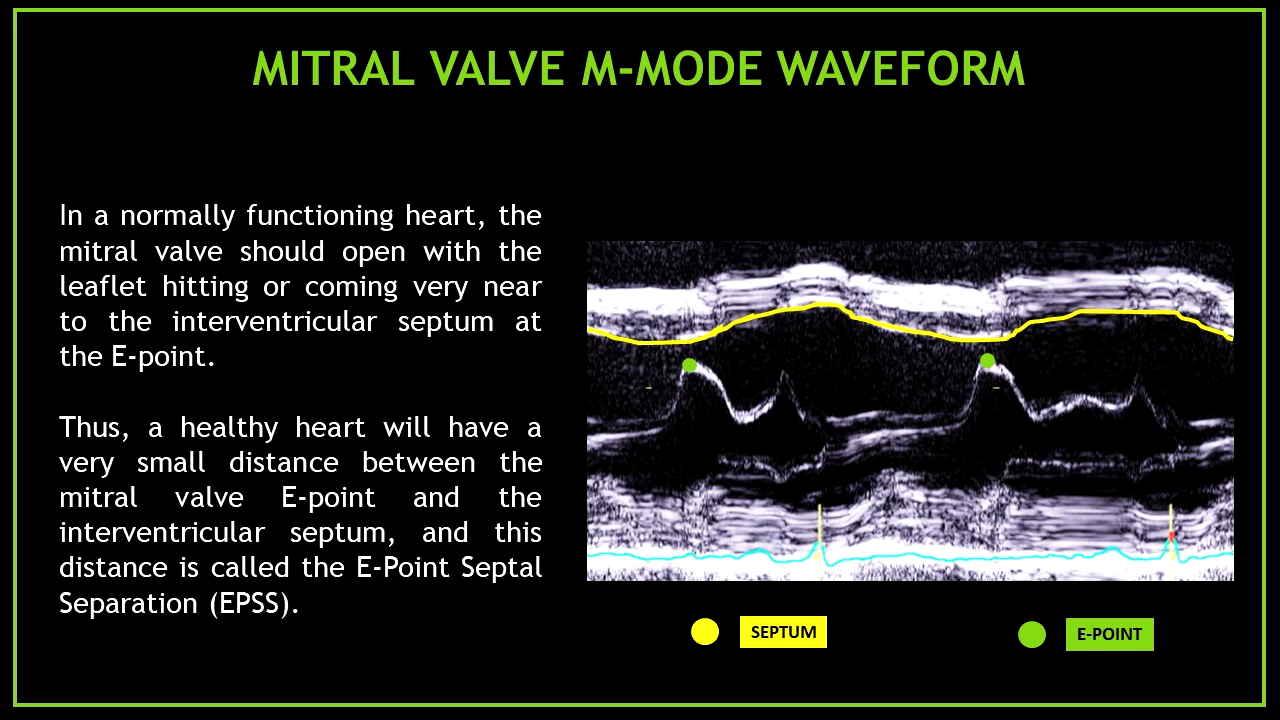 MITRAL VALVE M-MODE WAVEFORM
In a normally functioning heart, the
mitral valve should open with the
leaflet hitting or coming very near
to the interventricular septum at
the E-point.
Thus, a healthy heart will have a
very small distance between the
mitral valve E-point and the
interventricular septum, and this
distance is called the E-Point Septal
Separation (EPSS).
SEPTUM
E-POINT